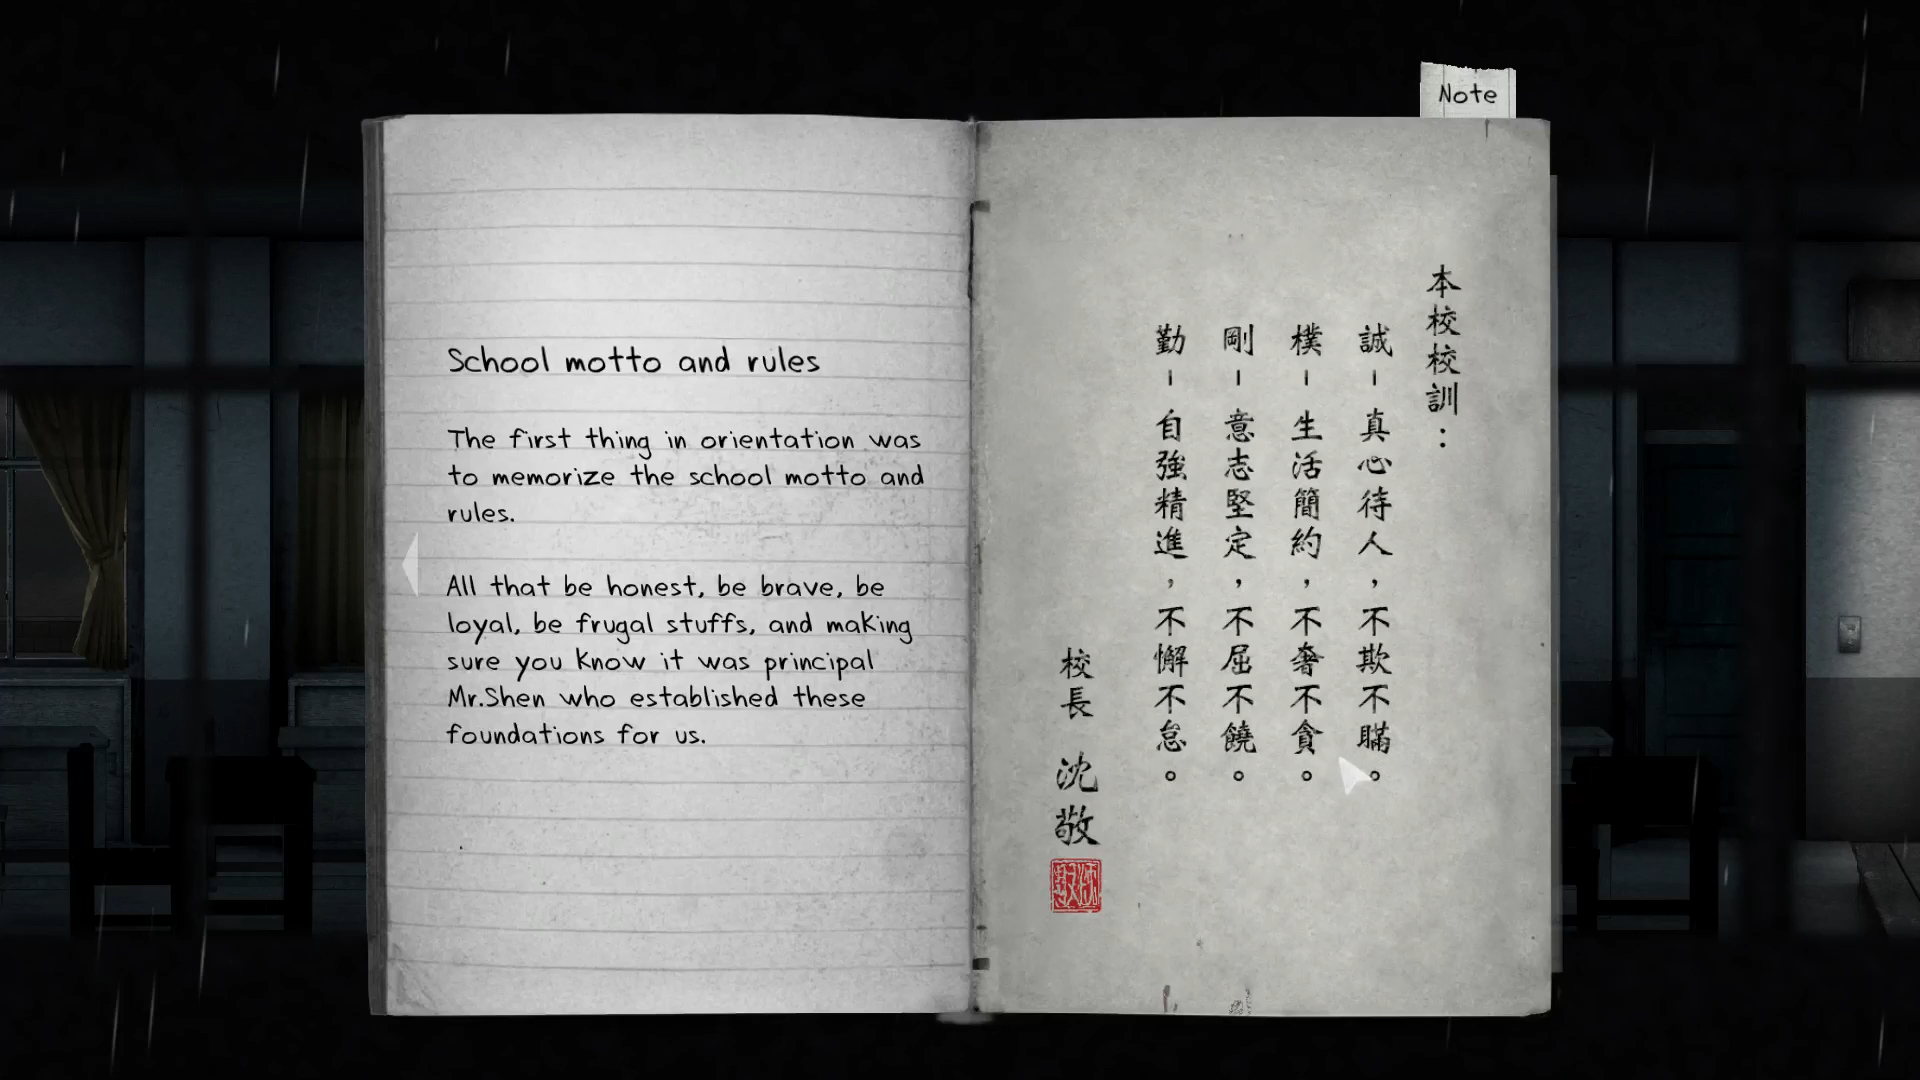 Note
School motto and rules
The first thing in orientation was
to memorize the school motto and
rules.
All that be honest, be brave, be
loyal, be frugal stuffs, and making
sure you know it was principal
Mr.Shen who established these
foundations for us.
本校校訓：
誠－真心待人，不欺不瞞。
樸－生活簡約，不奢不貪。
剛－意志堅定，不屈不饒。
勤－自強精進，不懈不怠。
校長 沈敬